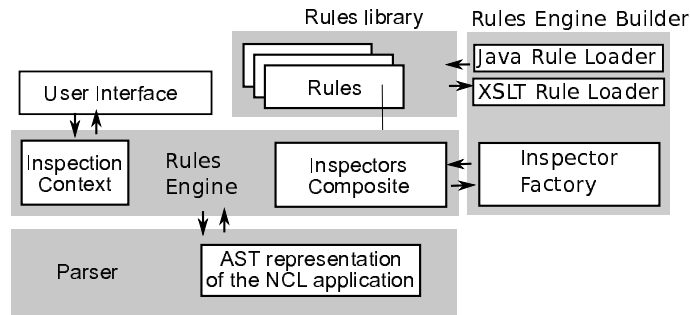 Rules library
Rules Engine Builder
Java Rule Loader
XSLT Rule Loader
Rules
User Interface
Inspection
Context
Rules
Engine
Inspectors
Composite
Inspector
Factory
Parser
AST representation
of the NCL application